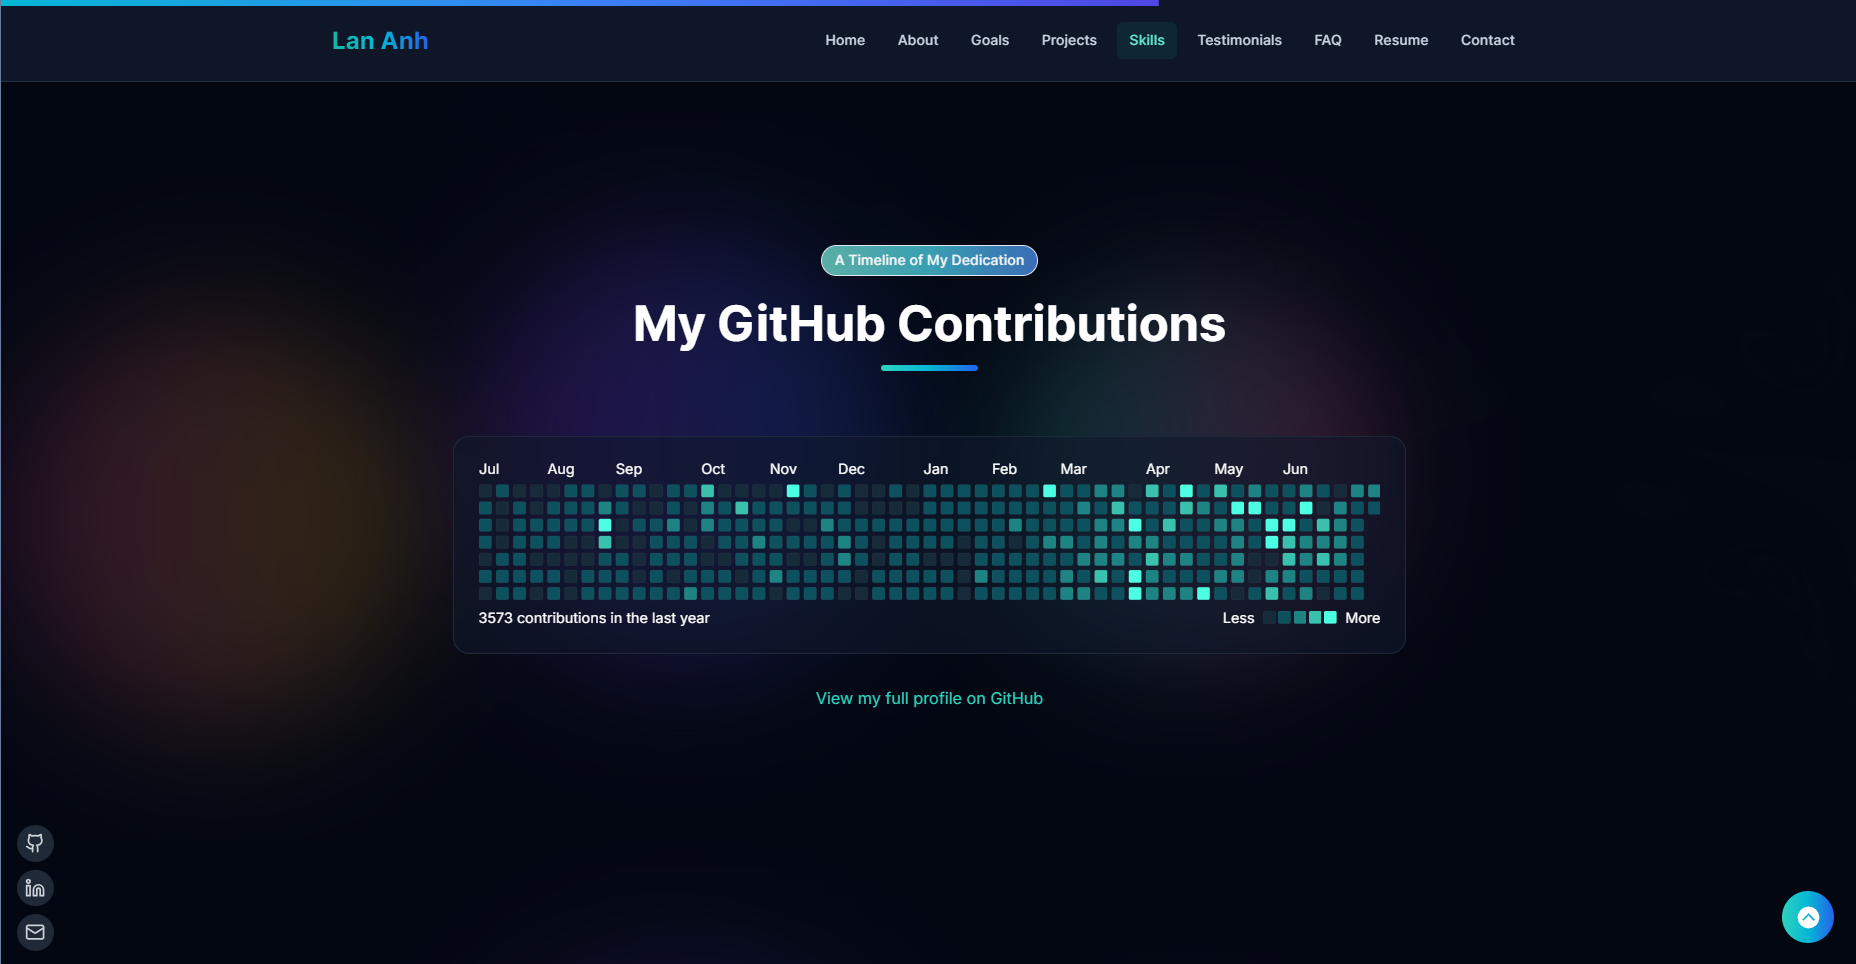 Lan Anh
Home About Goals Projects Skills Testimonials FAQ Resume Contact
A Timeline of My Dedication
My GitHub Contributions
Jul Aug Sep Oct Nov Dec Jan Feb Mar Apr May Jun
3573 contributions in the last year Less More
View my full profile on GitHub